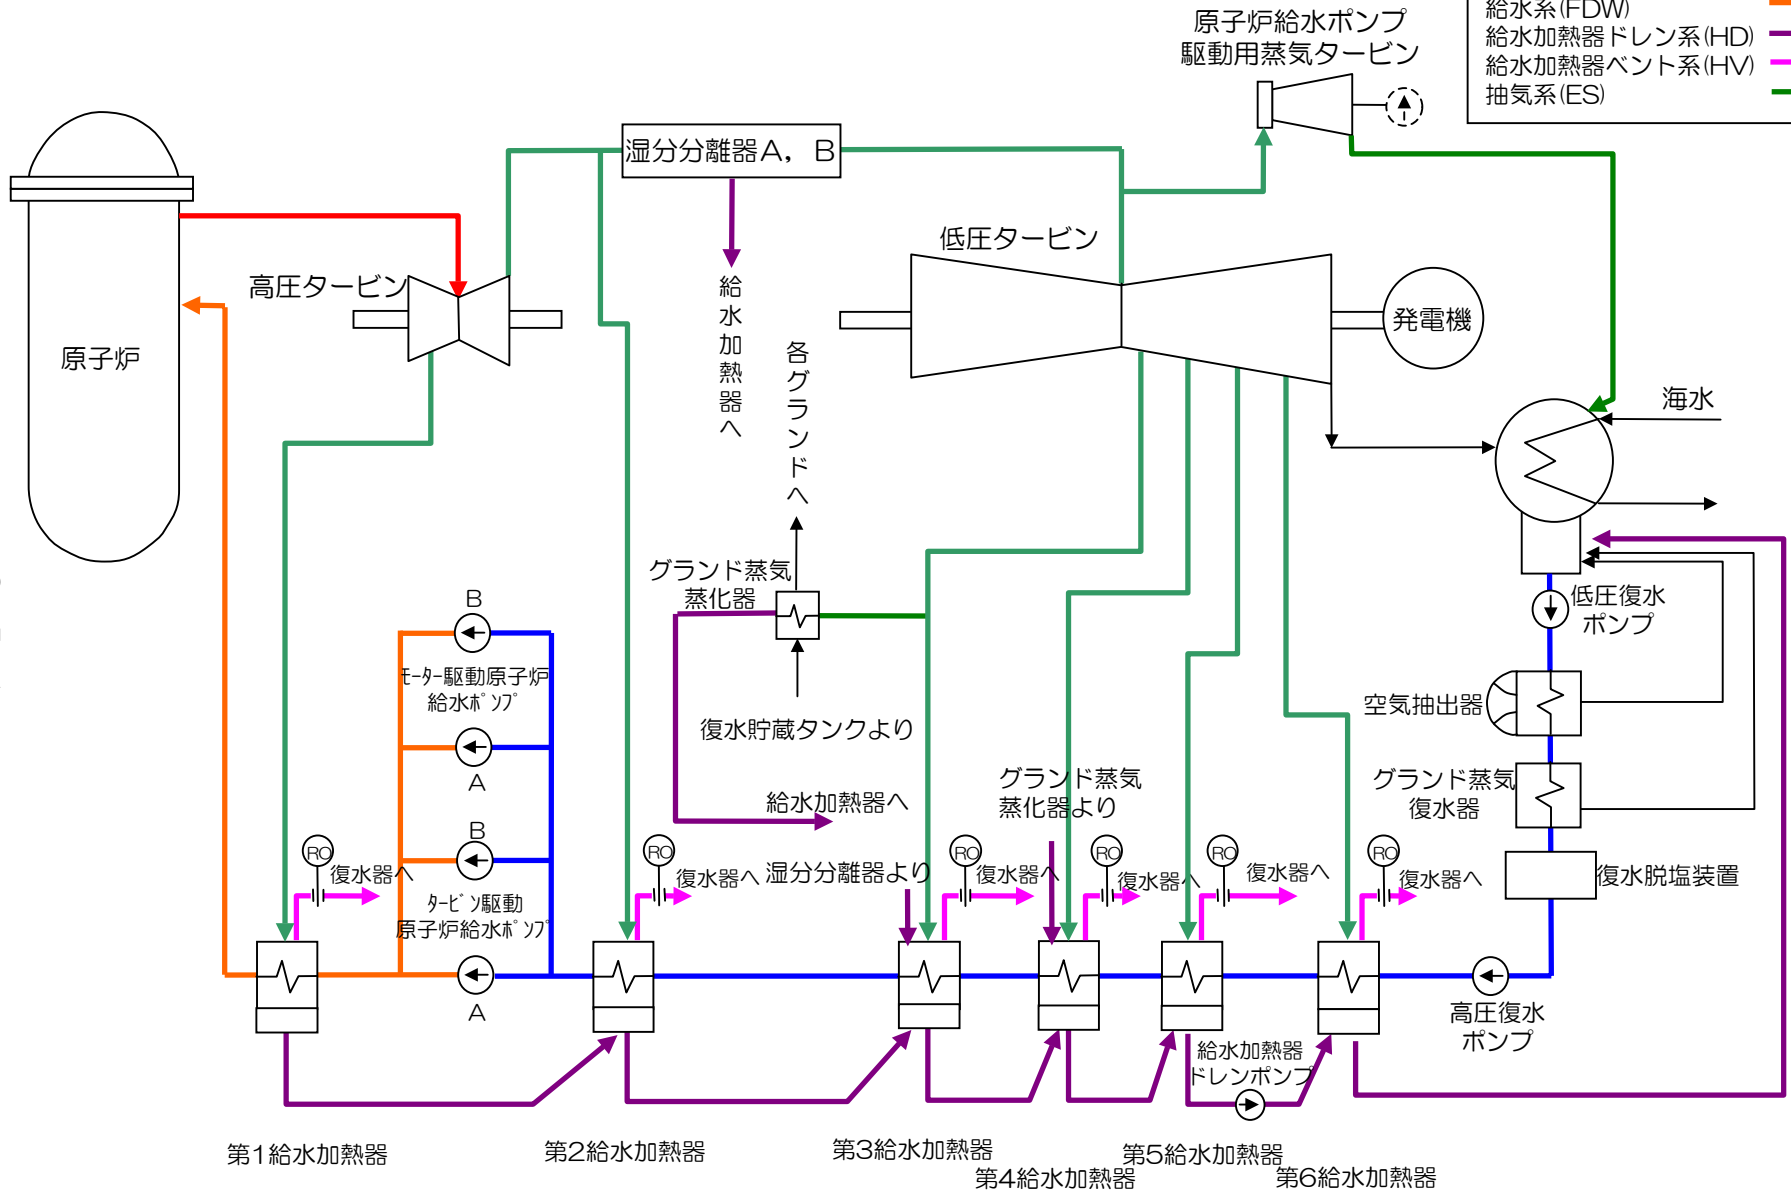 原子炉給水ポンプ
駆動用蒸気タービン
給水系(FDW)
給水加熱器ドレン系(HD)
給水加熱器ベント系(HV)
抽気系(ES)
湿分分離器A，B
低圧タービン
高圧タービン
発電機
原子炉
給水加熱器へ
各グランドへ
海水
グランド蒸気
蒸化器
低圧復水
ポンプ
B
モーター駆動原子炉
給水ポンプ
A
復水貯蔵タンクより
空気抽出器
グランド蒸気
復水器
給水加熱器へ
グランド蒸気
蒸化器より
B
タービン駆動
原子炉給水ポンプ
A
湿分分離器より
復水脱塩装置
RO
復水器へ
RO
復水器へ
RO
復水器へ
RO
復水器へ
RO
復水器へ
RO
復水器へ
高圧復水
ポンプ
給水加熱器
ドレンポンプ
第1給水加熱器
第2給水加熱器
第3給水加熱器
第4給水加熱器
第5給水加熱器
第6給水加熱器